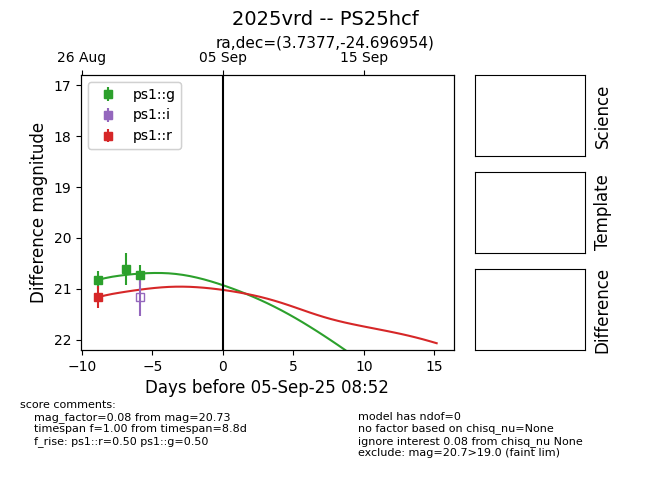 2025vrd -- PS25hcf
ra,dec=(3.7377,-24.696954)
26 Aug 05 Sep 15 Sep
17
18
19
20
21
22
Difference magnitude
ps1::g
ps1::i
ps1::r
−10 −5 0 5 10 15
Days before 05-Sep-25 08:52
Science
Template
Difference
score comments:
mag_factor=0.08 from mag=20.73
timespan f=1.00 from timespan=8.8d
f_rise: ps1::r=0.50 ps1::g=0.50
model has ndof=0
no factor based on chisq_nu=None
ignore interest 0.08 from chisq_nu None
exclude: mag=20.7>19.0 (faint lim)